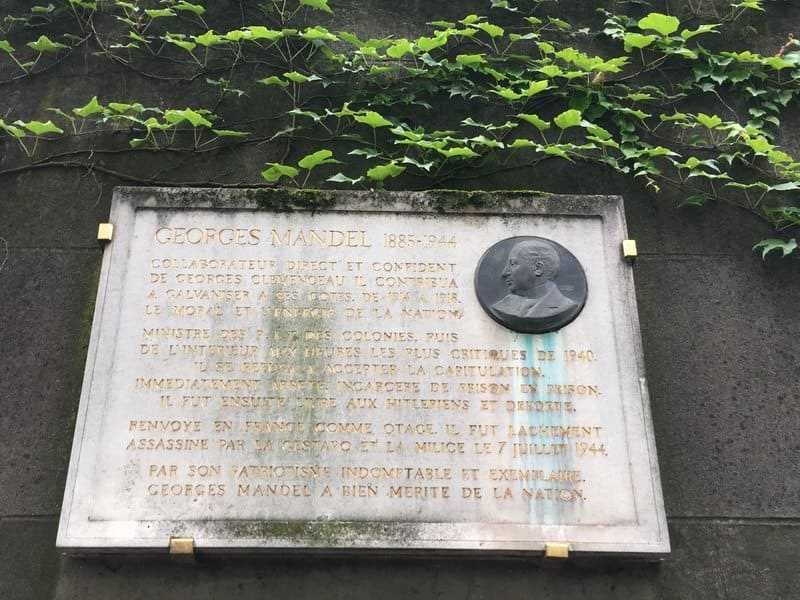 GEORGES MANDEL 1885-1944
COLLABORATEUR DIRECT ET CONFIDENT
DE GEORGES CLEMENCEAU IL CONTRIBUA
A GALVANISER A SES COTES, DE 1914 A 1918,
LE MORAL ET L'ENERGIE DE LA NATION.
MINISTRE DES P.T.T, DES COLONIES, PUIS
DE L'INTERIEUR AUX HEURES LES PLUS CRITIQUES DE 1940.
IL SE REFUSA A ACCEPTER LA CAPITULATION.
IMMEDIATEMENT ARRETE INCARCERE DE PRISON EN PRISON.
IL FUT ENSUITE LIVRE AUX HITLERIENS ET DEPORTE.
RENVOYE EN FRANCE COMME OTAGE IL FUT LACHEMENT
ASSASSINE PAR LA GESTAPO ET LA MILICE LE 7 JUILLET 1944.
PAR SON PATRIOTISME INDOMPTABLE ET EXEMPLAIRE.
GEORGES MANDEL A BIEN MERITE DE LA NATION.